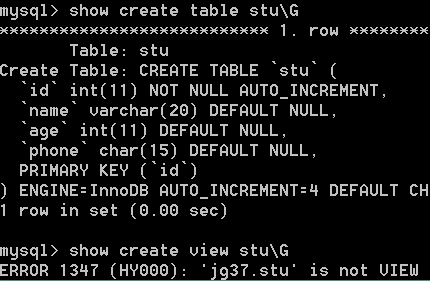 mysql> show create table stu\G
*************************** 1. row ********
Table: stu
Create Table: CREATE TABLE `stu` (
`id` int(11) NOT NULL AUTO_INCREMENT,
`name` varchar(20) DEFAULT NULL,
`age` int(11) DEFAULT NULL,
`phone` char(15) DEFAULT NULL,
PRIMARY KEY (`id`)
) ENGINE=InnoDB AUTO_INCREMENT=4 DEFAULT CH
1 row in set (0.00 sec)
mysql> show create view stu\G
ERROR 1347 (HY000): 'jg37.stu' is not VIEW